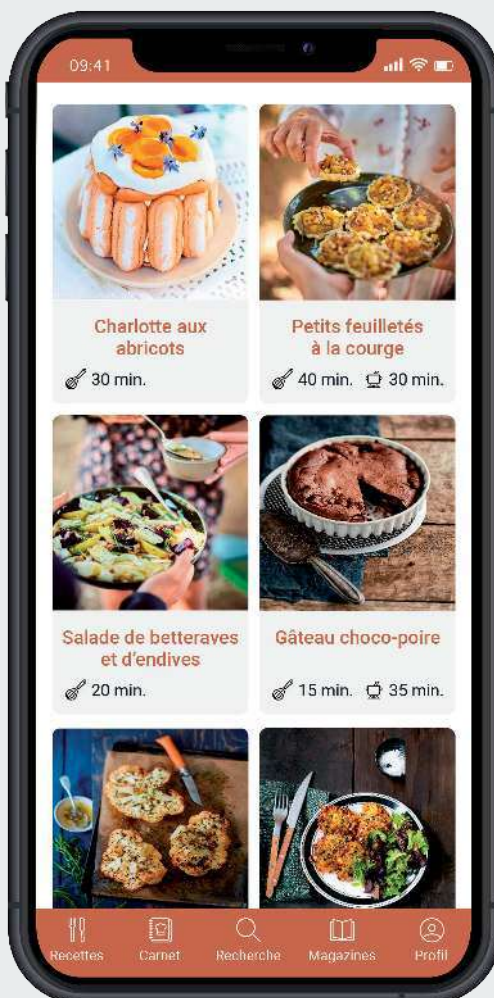 09:41
Charlotte aux
abricots
30 min.
Petits feuilletés
à la courge
40 min. 30 min.
Salade de betteraves
et d'endives
20 min.
Gâteau choco-poire
15 min. 35 min.
Recettes
Carnet
Recherche
Magazines
Profil